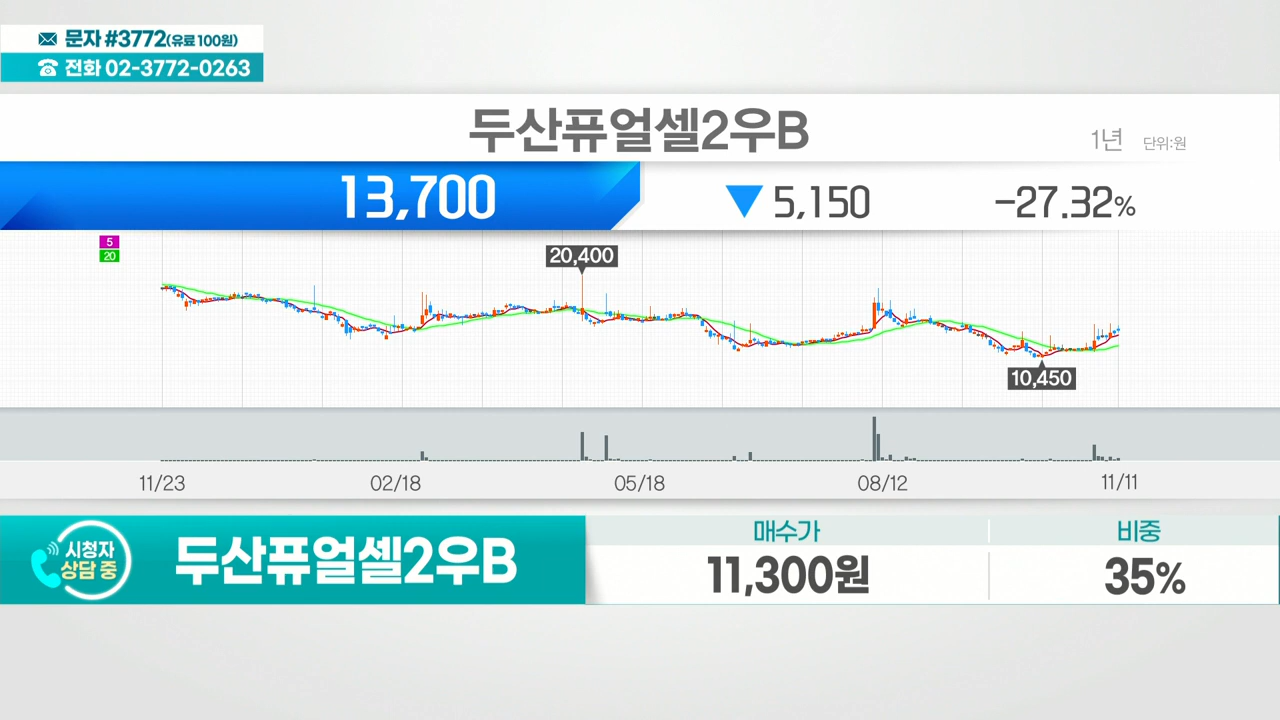 문자 #3772(유료 100원)
전화 02-3772-0263
두산퓨얼셀2우B
1년 단위:원
13,700 ▼ 5,150 -27.32%
5
20
20,400
10,450
11/23 02/18 05/18 08/12 11/11
시청자
상담 중
두산퓨얼셀2우B
매수가 비중
11,300원 35%